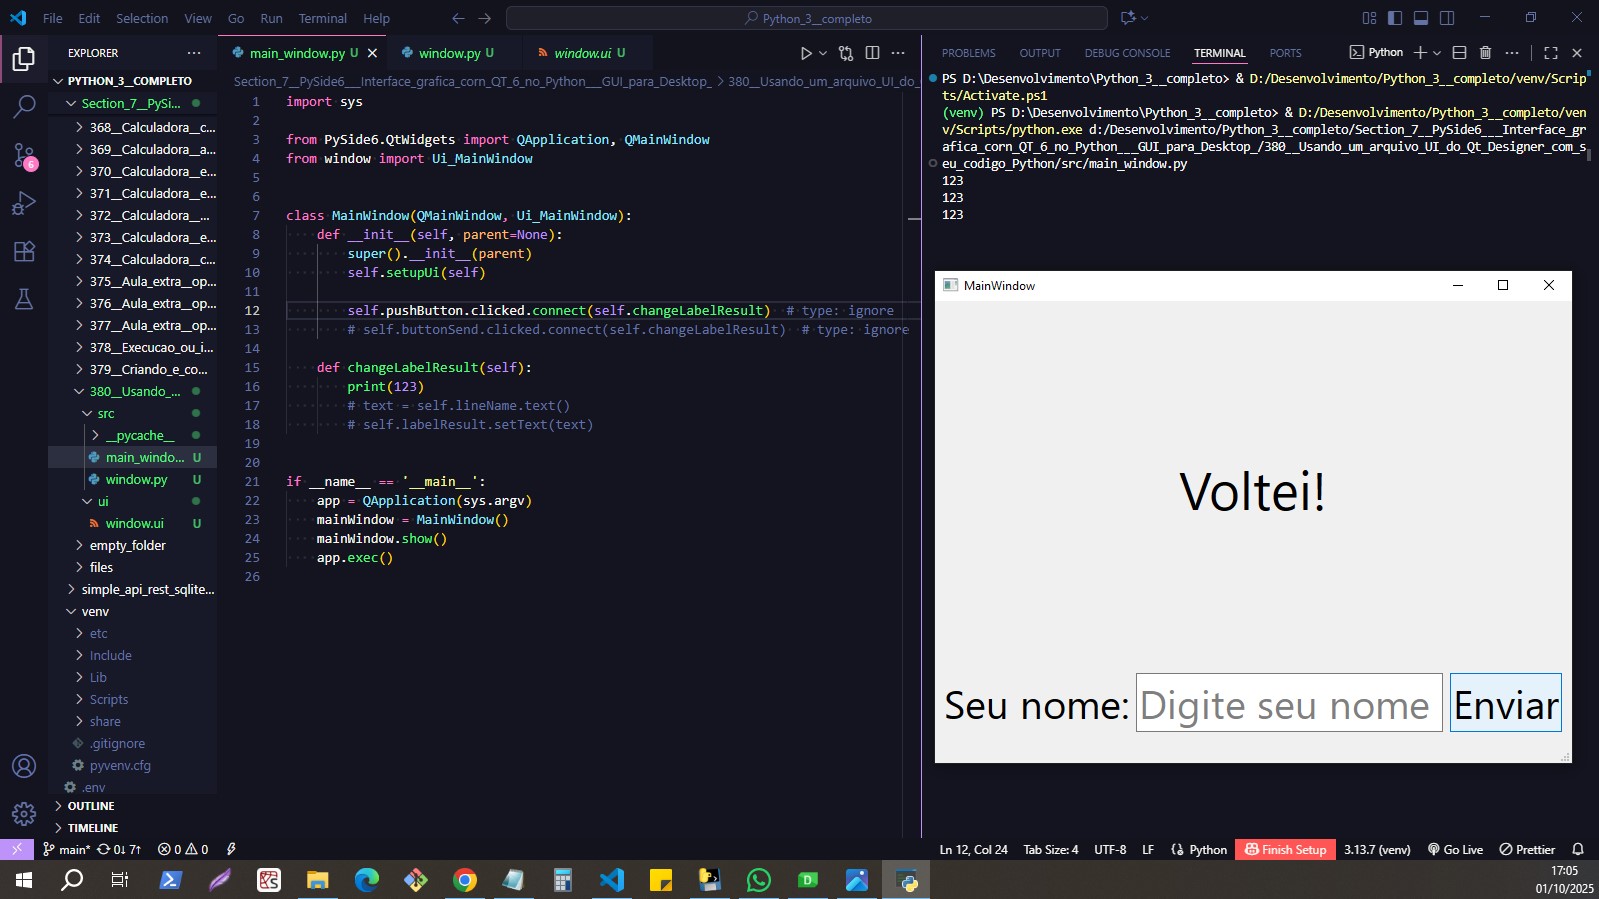 File Edit Selection View Go Run Terminal Help
Python_3__completo
EXPLORER
PYTHON_3__COMPLETO
Section_7__PySi...
368__Calculadora__c...
369__Calculadora__a...
370__Calculadora__e...
371__Calculadora__e...
372__Calculadora__...
373__Calculadora__e...
374__Calculadora__c...
375__Aula_extra__op...
376__Aula_extra__op...
377__Aula_extra__op...
378__Execucao_ou_i...
379__Criando_e_co...
380__Usando_...
src
__pycache__
main_windo... U
window.py U
ui
window.ui U
empty_folder
files
simple_api_rest_sqlite...
venv
etc
Include
Lib
Scripts
share
.gitignore
pyvenv.cfg
.env
OUTLINE
TIMELINE
main_window.py U window.py U window.ui U
Section_7__PySide6___Interface_grafica_corn_QT_6_no_Python___GUI_para_Desktop_ > 380__Usando_um_arquivo_UI_do_
1 import sys
2
3 from PySide6.QtWidgets import QApplication, QMainWindow
4 from window import Ui_MainWindow
5
6
7 class MainWindow(QMainWindow, Ui_MainWindow):
8 def __init__(self, parent=None):
9 super().__init__(parent)
10 self.setupUi(self)
11
12 self.pushButton.clicked.connect(self.changeLabelResult) # type: ignore
13 # self.buttonSend.clicked.connect(self.changeLabelResult) # type: ignore
14
15 def changeLabelResult(self):
16 print(123)
17 # text = self.lineName.text()
18 # self.labelResult.setText(text)
19
20
21 if __name__ == '__main__':
22 app = QApplication(sys.argv)
23 mainWindow = MainWindow()
24 mainWindow.show()
25 app.exec()
26
PROBLEMS OUTPUT DEBUG CONSOLE TERMINAL PORTS Python
PS D:\Desenvolvimento\Python_3__completo> & D:/Desenvolvimento/Python_3__completo/venv/Scrip
ts/Activate.ps1
(venv) PS D:\Desenvolvimento\Python_3__completo> & D:/Desenvolvimento/Python_3__completo/ven
v/Scripts/python.exe d:/Desenvolvimento/Python_3__completo/Section_7__PySide6___Interface_gr
afica_corn_QT_6_no_Python___GUI_para_Desktop_/380__Usando_um_arquivo_UI_do_Qt_Designer_com_s
eu_codigo_Python/src/main_window.py
123
123
123
MainWindow
Voltei!
Seu nome: Digite seu nome Enviar
6
main* 0↓ 7↑ 0 0 Ln 12, Col 24 Tab Size: 4 UTF-8 LF Python Finish Setup 3.13.7 (venv) Go Live Prettier
17:05
01/10/2025